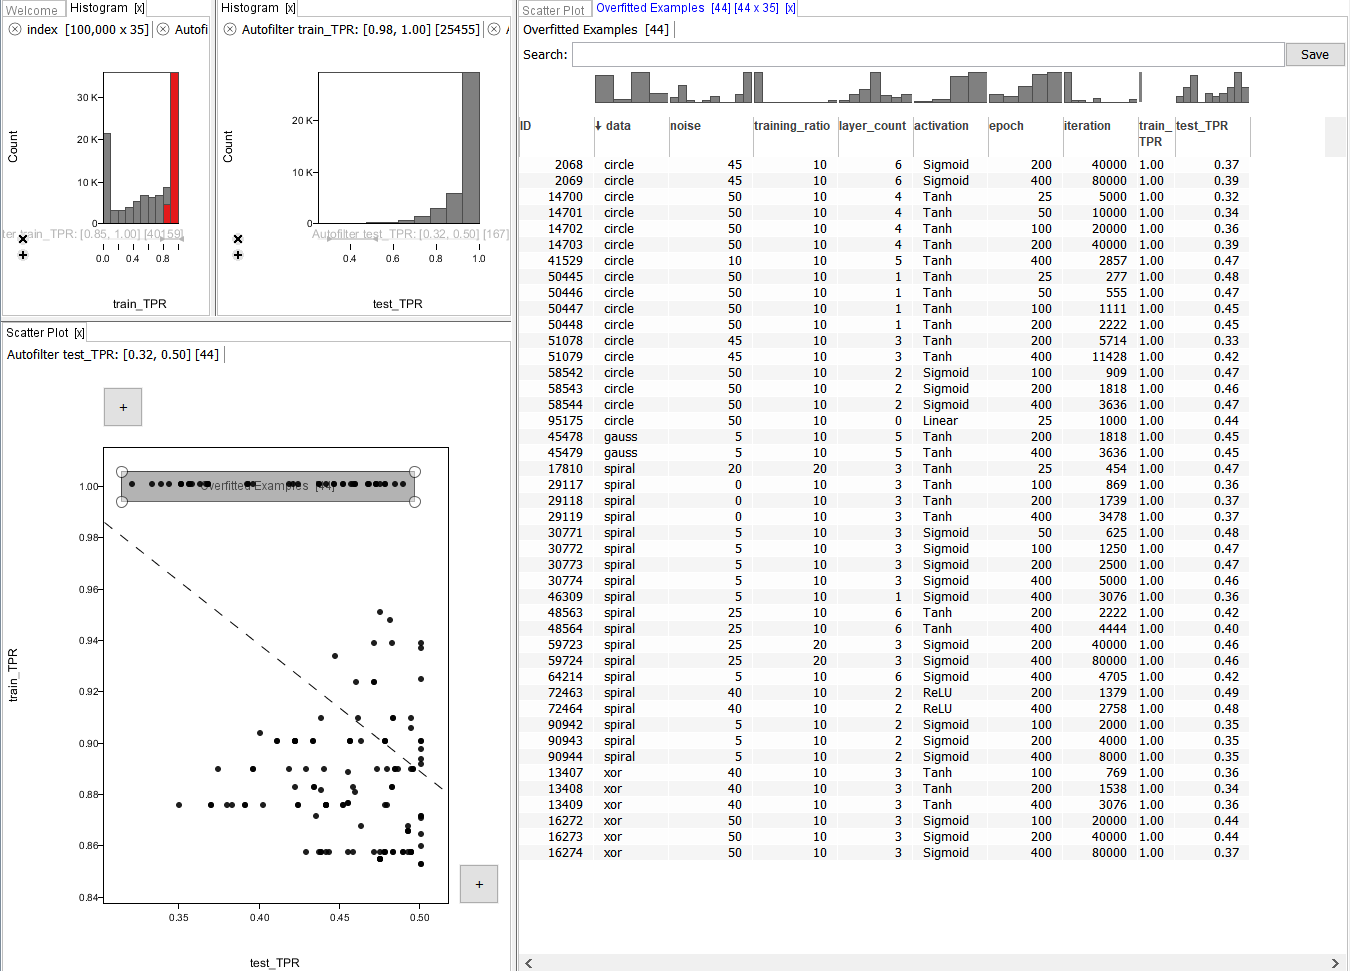 Welcome Histogram [x]
index [100,000 x 35] Autofi
Count
30 K
20 K
10 K
0
ter train_TPR: [0.85, 1.00] [40159]
0.0 0.4 0.8
train_TPR
Histogram [x]
Autofilter train_TPR: [0.98, 1.00] [25455]
Count
20 K
10 K
0
Autofilter test_TPR: [0.32, 0.50] [167]
0.4 0.6 0.8 1.0
test_TPR
Scatter Plot [x]
Autofilter test_TPR: [0.32, 0.50] [44]
+
Overfitted Examples [44]
1.00
0.98
0.96
0.94
0.92
0.90
0.88
0.86
0.84
train_TPR
+
0.35 0.40 0.45 0.50
test_TPR
Scatter Plot Overfitted Examples [44] [44 x 35] [x]
Overfitted Examples [44]
Search: Save
ID data noise training_ratio layer_count activation epoch iteration train_TPR test_TPR
2068 circle 45 10 6 Sigmoid 200 40000 1.00 0.37
2069 circle 45 10 6 Sigmoid 400 80000 1.00 0.39
14700 circle 50 10 4 Tanh 25 5000 1.00 0.32
14701 circle 50 10 4 Tanh 50 10000 1.00 0.34
14702 circle 50 10 4 Tanh 100 20000 1.00 0.36
14703 circle 50 10 4 Tanh 200 40000 1.00 0.39
41529 circle 10 10 5 Tanh 400 2857 1.00 0.47
50445 circle 50 10 1 Tanh 25 277 1.00 0.48
50446 circle 50 10 1 Tanh 50 555 1.00 0.47
50447 circle 50 10 1 Tanh 100 1111 1.00 0.45
50448 circle 50 10 1 Tanh 200 2222 1.00 0.45
51078 circle 45 10 3 Tanh 200 5714 1.00 0.33
51079 circle 45 10 3 Tanh 400 11428 1.00 0.42
58542 circle 50 10 2 Sigmoid 100 909 1.00 0.47
58543 circle 50 10 2 Sigmoid 200 1818 1.00 0.46
58544 circle 50 10 2 Sigmoid 400 3636 1.00 0.47
95175 circle 50 10 0 Linear 25 1000 1.00 0.44
45478 gauss 5 10 5 Tanh 200 1818 1.00 0.45
45479 gauss 5 10 5 Tanh 400 3636 1.00 0.45
17810 spiral 20 20 3 Tanh 25 454 1.00 0.47
29117 spiral 0 10 3 Tanh 100 869 1.00 0.36
29118 spiral 0 10 3 Tanh 200 1739 1.00 0.37
29119 spiral 0 10 3 Tanh 400 3478 1.00 0.37
30771 spiral 5 10 3 Sigmoid 50 625 1.00 0.48
30772 spiral 5 10 3 Sigmoid 100 1250 1.00 0.47
30773 spiral 5 10 3 Sigmoid 200 2500 1.00 0.47
30774 spiral 5 10 3 Sigmoid 400 5000 1.00 0.46
46309 spiral 5 10 1 Sigmoid 400 3076 1.00 0.36
48563 spiral 25 10 6 Tanh 200 2222 1.00 0.42
48564 spiral 25 10 6 Tanh 400 4444 1.00 0.40
59723 spiral 25 20 3 Sigmoid 200 40000 1.00 0.46
59724 spiral 25 20 3 Sigmoid 400 80000 1.00 0.46
64214 spiral 5 10 6 Sigmoid 400 4705 1.00 0.42
72463 spiral 40 10 2 ReLU 200 1379 1.00 0.49
72464 spiral 40 10 2 ReLU 400 2758 1.00 0.48
90942 spiral 5 10 2 Sigmoid 100 2000 1.00 0.35
90943 spiral 5 10 2 Sigmoid 200 4000 1.00 0.35
90944 spiral 5 10 2 Sigmoid 400 8000 1.00 0.35
13407 xor 40 10 3 Tanh 100 769 1.00 0.36
13408 xor 40 10 3 Tanh 200 1538 1.00 0.34
13409 xor 40 10 3 Tanh 400 3076 1.00 0.36
16272 xor 50 10 3 Sigmoid 100 20000 1.00 0.44
16273 xor 50 10 3 Sigmoid 200 40000 1.00 0.44
16274 xor 50 10 3 Sigmoid 400 80000 1.00 0.37